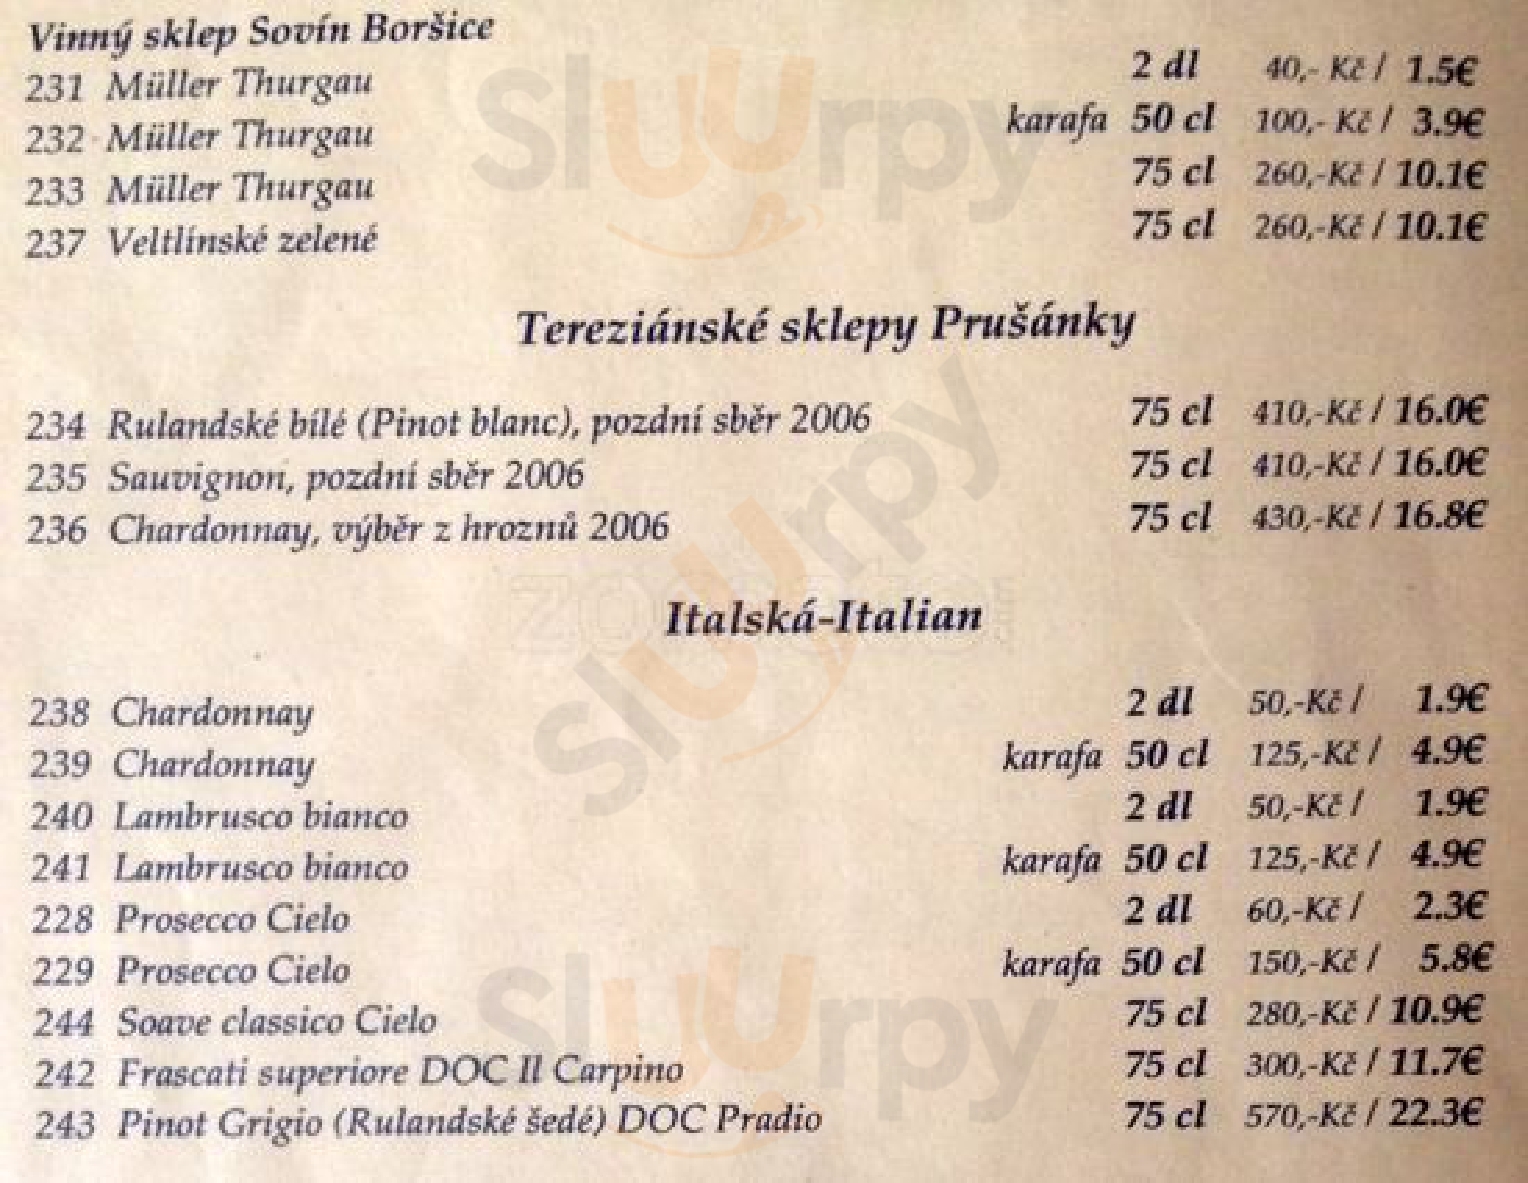 Vinný sklep Sovín Boršice
231 Müller Thurgau 2 dl 40,- Kč / 1.5€
232 Müller Thurgau karafa 50 cl 100,- Kč / 3.9€
233 Müller Thurgau 75 cl 260,-Kč / 10.1€
237 Veltlínské zelené 75 cl 260,-Kč / 10.1€
Tereziánské sklepy Prušánky
234 Rulandské bílé (Pinot blanc), pozdní sběr 2006 75 cl 410,-Kč / 16.0€
235 Sauvignon, pozdní sběr 2006 75 cl 410,-Kč / 16.0€
236 Chardonnay, výběr z hroznů 2006 75 cl 430,-Kč / 16.8€
Italská-Italian
238 Chardonnay 2 dl 50,-Kč / 1.9€
239 Chardonnay karafa 50 cl 125,-Kč / 4.9€
240 Lambrusco bianco 2 dl 50,-Kč / 1.9€
241 Lambrusco bianco karafa 50 cl 125,-Kč / 4.9€
228 Prosecco Cielo 2 dl 60,-Kč / 2.3€
229 Prosecco Cielo karafa 50 cl 150,-Kč / 5.8€
244 Soave classico Cielo 75 cl 280,-Kč / 10.9€
242 Frascati superiore DOC Il Carpino 75 cl 300,-Kč / 11.7€
243 Pinot Grigio (Rulandské šedé) DOC Pradio 75 cl 570,-Kč / 22.3€
Sluurpy
Sluurpy
Sluurpy